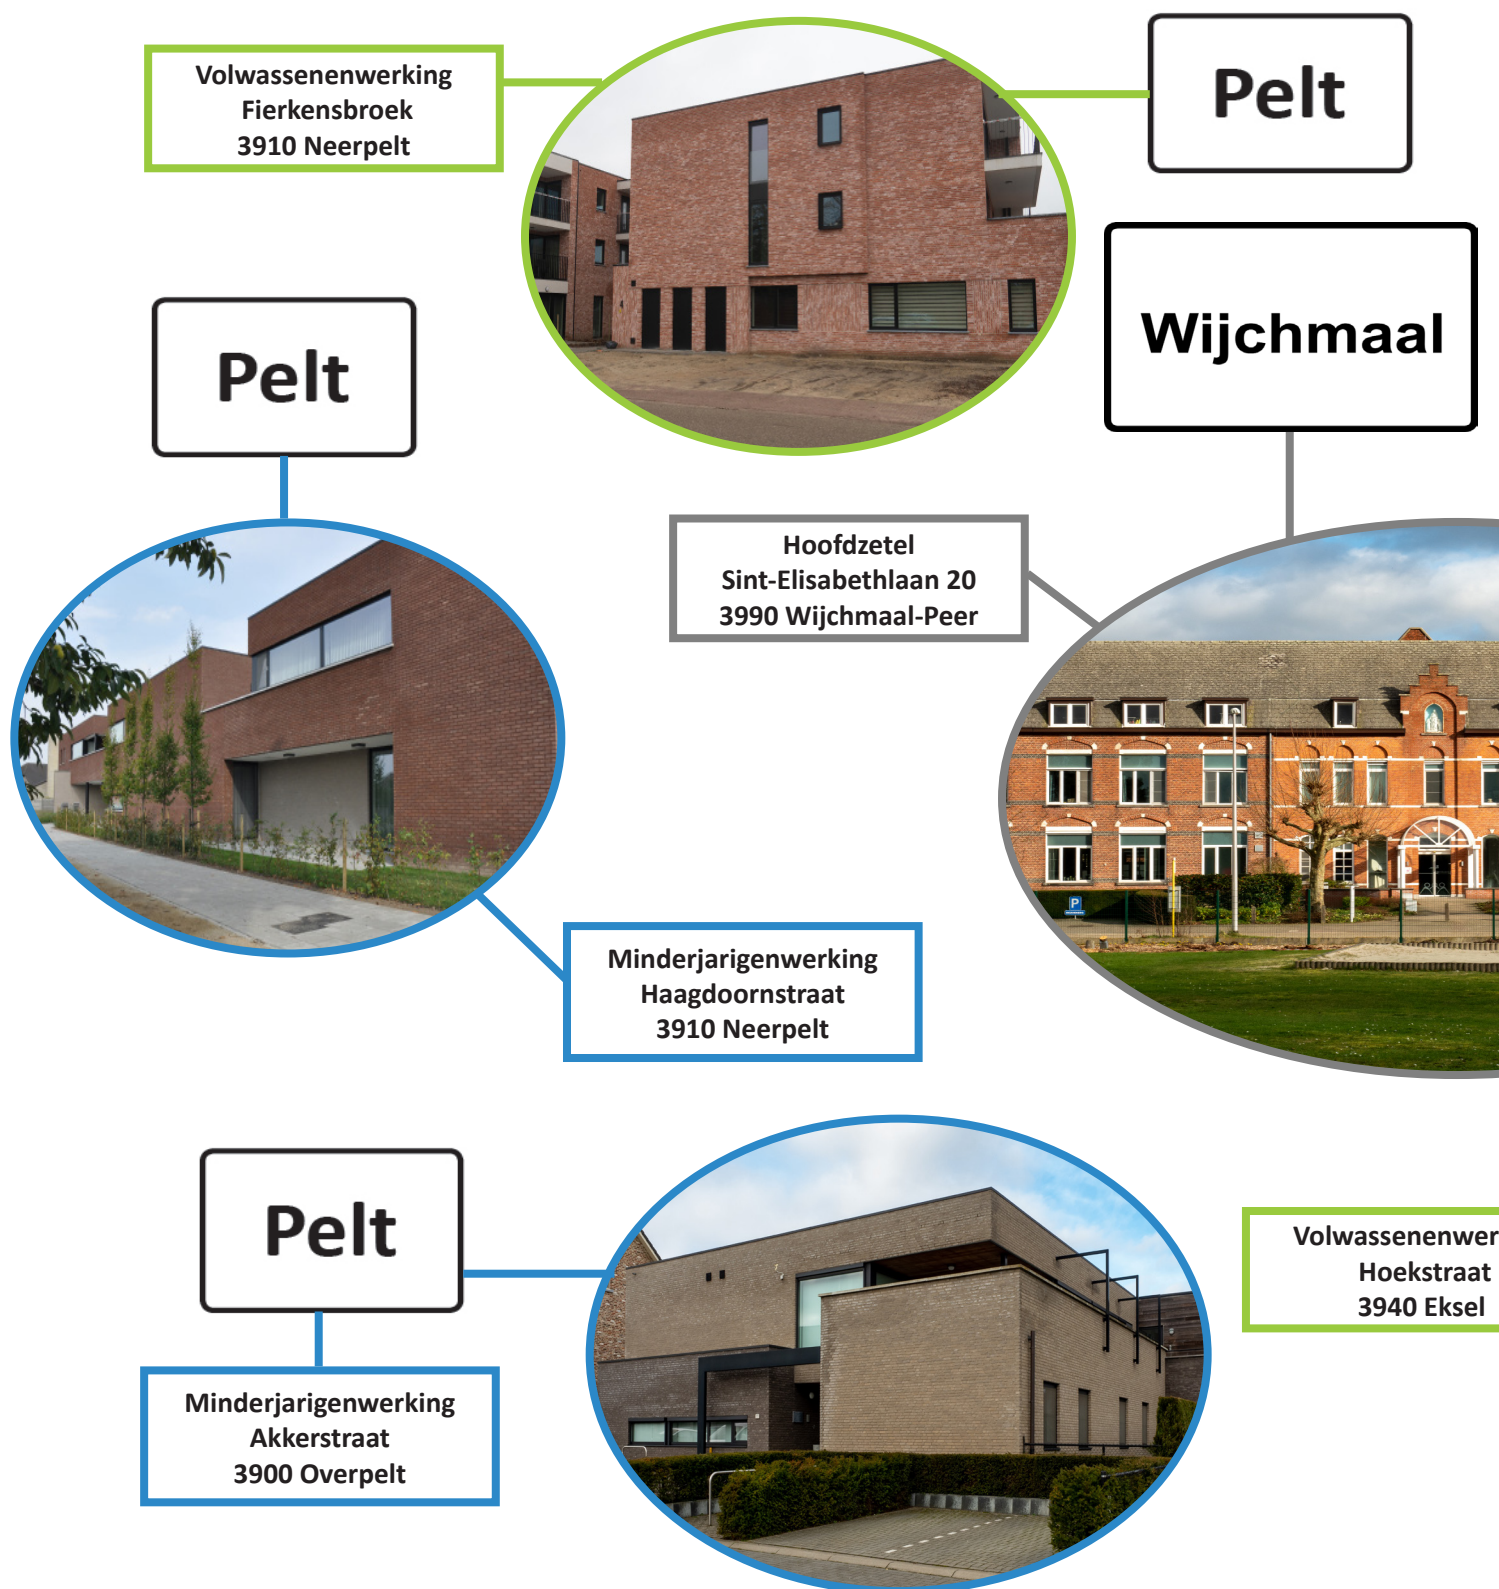 Volwassenenwerking
Fierkensbroek
3910 Neerpelt
Pelt
Wijchmaal
Pelt
Hoofdzetel
Sint-Elisabethlaan 20
3990 Wijchmaal-Peer
Minderjarigenwerking
Haagdoornstraat
3910 Neerpelt
Pelt
Volwassenenwer
Hoekstraat
3940 Eksel
Minderjarigenwerking
Akkerstraat
3900 Overpelt
P